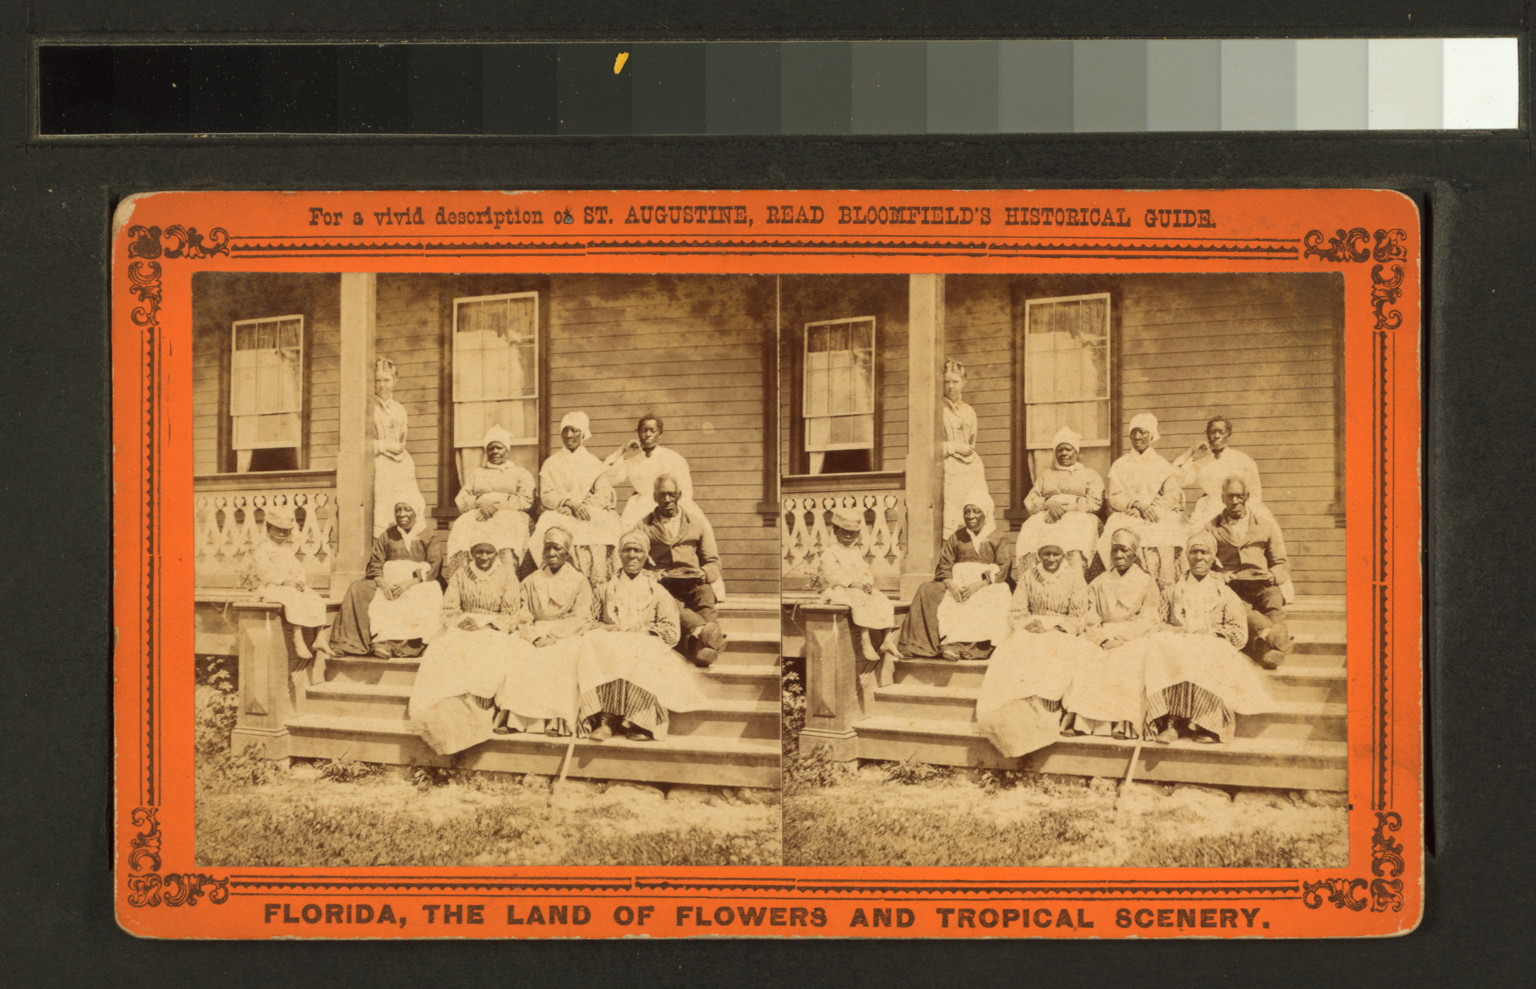 For a vivid description of ST. AUGUSTINE, READ BLOOMFIELD'S HISTORICAL GUIDE.
FLORIDA, THE LAND OF FLOWERS AND TROPICAL SCENERY.